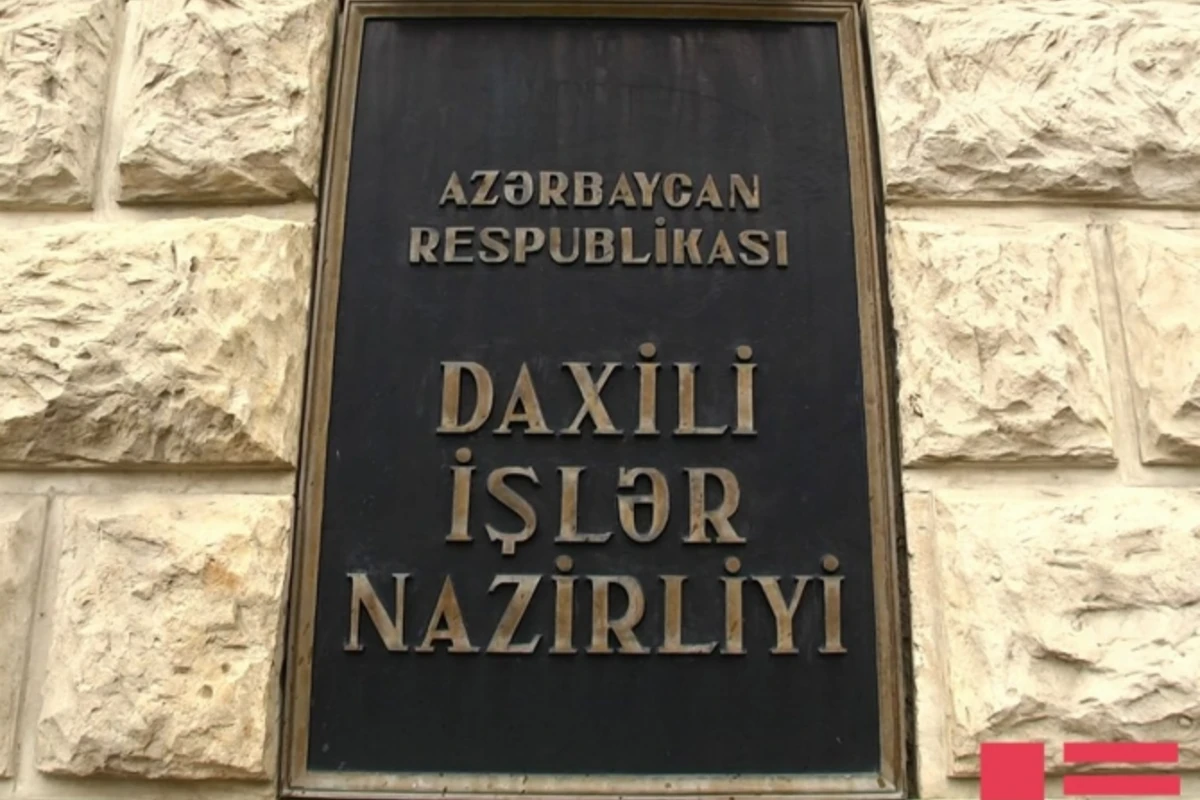 AZƏRBAYCAN
RESPUBLİKASI
DAXİLİ
İŞLƏR
NAZİRLİYİ